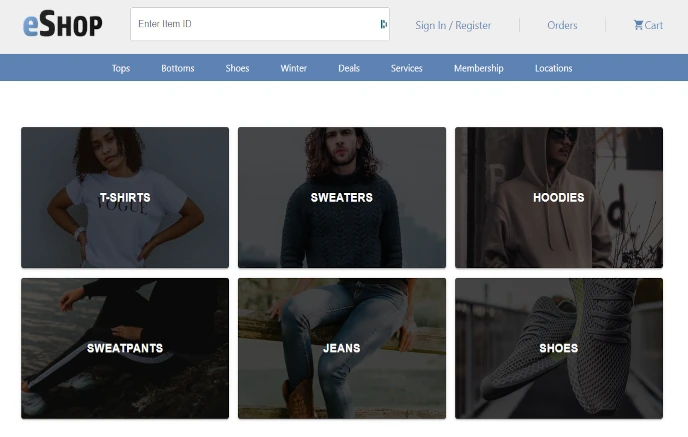 eSHOP
Enter Item ID
Sign In / Register
Orders
Cart
Tops
Bottoms
Shoes
Winter
Deals
Services
Membership
Locations
T-SHIRTS
VOGUE
SWEATERS
HOODIES
SWEATPANTS
JEANS
SHOES